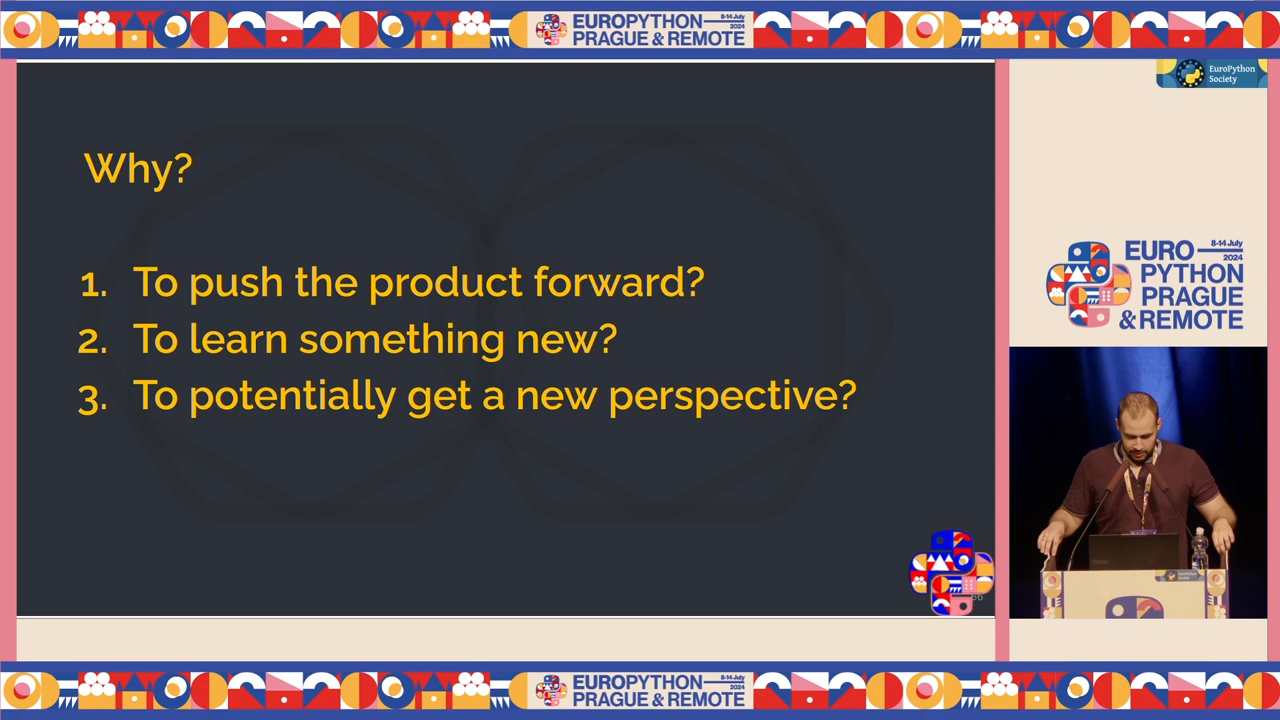 EUROPYTHON
8-14 July
2024
PRAGUE & REMOTE
EuroPython
Society
Why?
1. To push the product forward?
2. To learn something new?
3. To potentially get a new perspective?
66
EURO
8-14 July
2024
PYTHON
PRAGUE
& REMOTE
EUROPYTHON
8-14 July
2024
PRAGUE & REMOTE